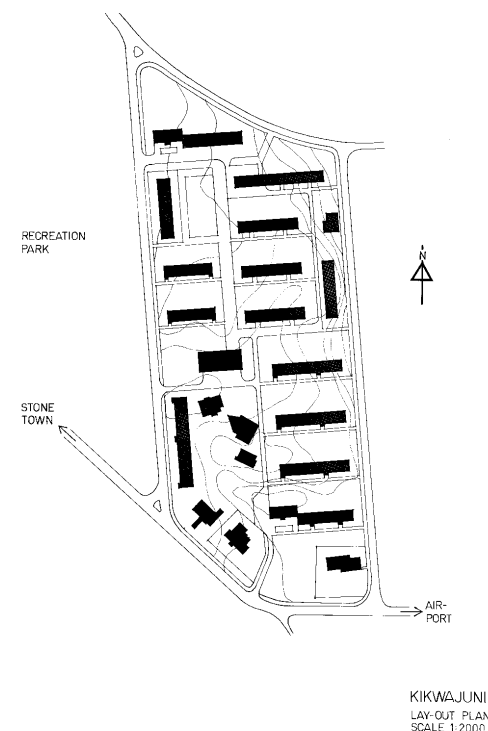 RECREATION
PARK
N
STONE
TOWN
AIR-
PORT
KIKWAJUNI
LAY-OUT PLAN
SCALE 1:2000